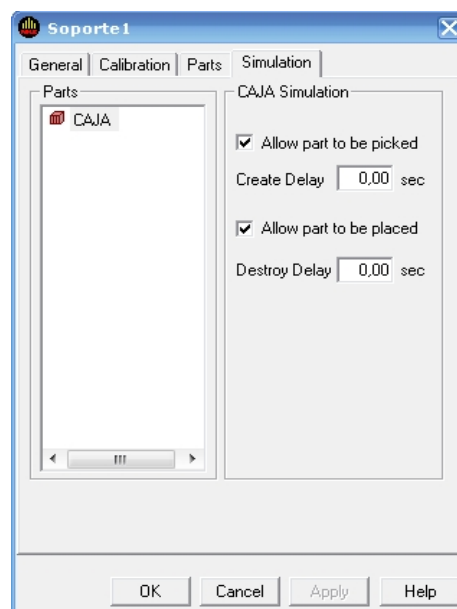 Soporte1
General Calibration Parts Simulation
Parts
CAJA
CAJA Simulation
Allow part to be picked
Create Delay 0,00 sec
Allow part to be placed
Destroy Delay 0,00 sec
OK Cancel Apply Help